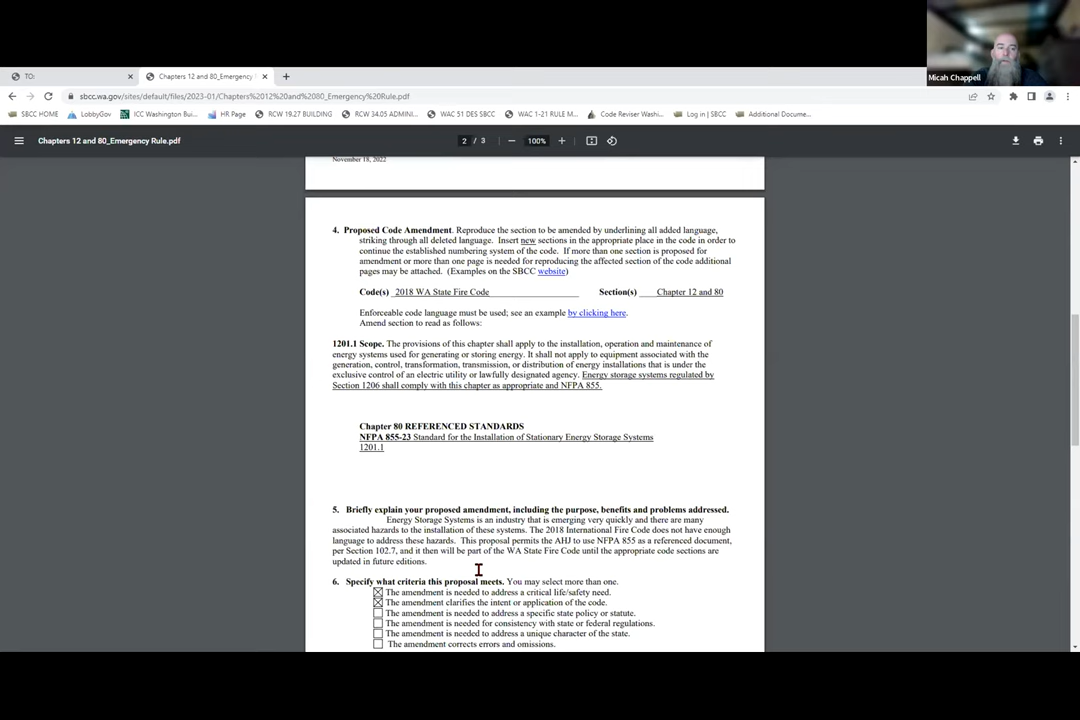 Micah Chappell
TO:
Chapters 12 and 80_Emergency
sbcc.wa.gov/sites/default/files/2023-01/Chapters%2012%20and%2080_Emergency%20Rule.pdf
SBCC HOME LobbyGov ICC Washington Bui... HR Page RCW 19.27 BUILDING RCW 34.05 ADMINI... WAC 51 DES SBCC WAC 1-21 RULE M... Code Reviser Washi... Log in | SBCC Additional Docume...
Chapters 12 and 80_Emergency Rule.pdf 2 / 3 100%
November 18, 2022
4. Proposed Code Amendment. Reproduce the section to be amended by underlining all added language,
striking through all deleted language. Insert new sections in the appropriate place in the code in order to
continue the established numbering system of the code. If more than one section is proposed for
amendment or more than one page is needed for reproducing the affected section of the code additional
pages may be attached. (Examples on the SBCC website)
Code(s) 2018 WA State Fire Code Section(s) Chapter 12 and 80
Enforceable code language must be used; see an example by clicking here.
Amend section to read as follows:
1201.1 Scope. The provisions of this chapter shall apply to the installation, operation and maintenance of
energy systems used for generating or storing energy. It shall not apply to equipment associated with the
generation, control, transformation, transmission, or distribution of energy installations that is under the
exclusive control of an electric utility or lawfully designated agency. Energy storage systems regulated by
Section 1206 shall comply with this chapter as appropriate and NFPA 855.
Chapter 80 REFERENCED STANDARDS
NFPA 855-23 Standard for the Installation of Stationary Energy Storage Systems
1201.1
5. Briefly explain your proposed amendment, including the purpose, benefits and problems addressed.
Energy Storage Systems is an industry that is emerging very quickly and there are many
associated hazards to the installation of these systems. The 2018 International Fire Code does not have enough
language to address these hazards. This proposal permits the AHJ to use NFPA 855 as a referenced document,
per Section 102.7, and it then will be part of the WA State Fire Code until the appropriate code sections are
updated in future editions.
6. Specify what criteria this proposal meets. You may select more than one.
The amendment is needed to address a critical life/safety need.
The amendment clarifies the intent or application of the code.
The amendment is needed to address a specific state policy or statute.
The amendment is needed for consistency with state or federal regulations.
The amendment is needed to address a unique character of the state.
The amendment corrects errors and omissions.